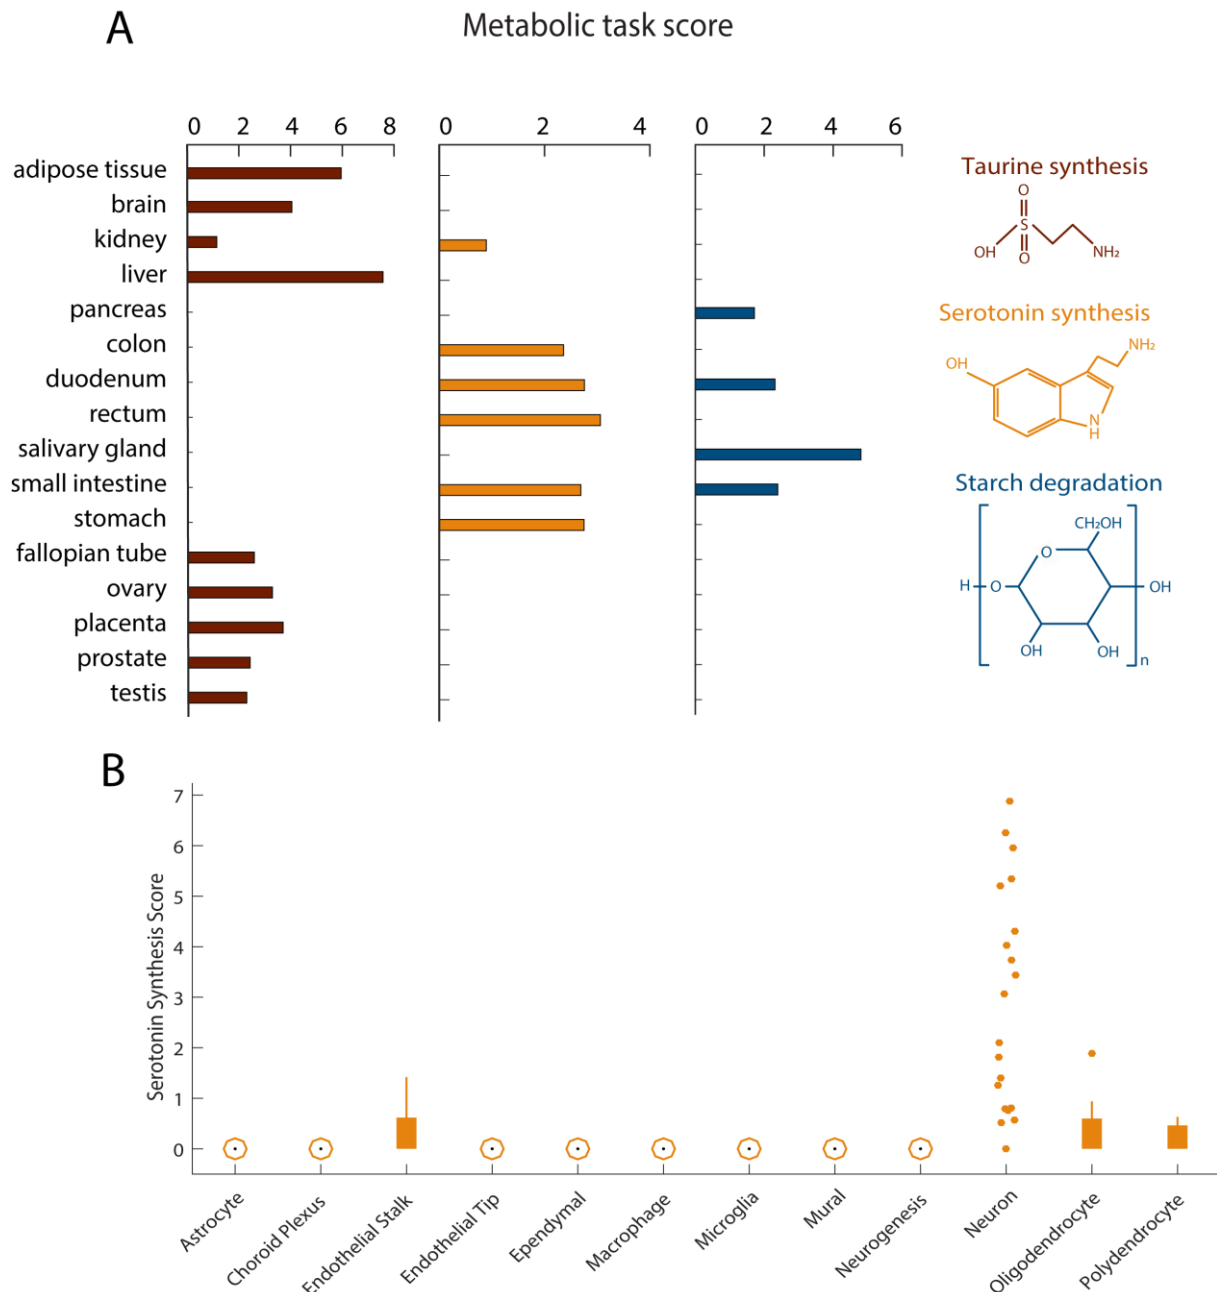 A
Metabolic task score
0 2 4 6 8
0 2 4
0 2 4 6
adipose tissue
brain
kidney
liver
pancreas
colon
duodenum
rectum
salivary gland
small intestine
stomach
fallopian tube
ovary
placenta
prostate
testis
Taurine synthesis
O
S
OH
O
NH₂
Serotonin synthesis
OH
NH₂
N
H
Starch degradation
CH₂OH
O
H
O
OH
OH
OH
n
B
Serotonin Synthesis Score
7
6
5
4
3
2
1
0
Astrocyte
Choroid Plexus
Endothelial Stalk
Endothelial Tip
Ependymal
Macrophage
Microglia
Mural
Neurogenesis
Neuron
Oligodendrocyte
Polydendrocyte